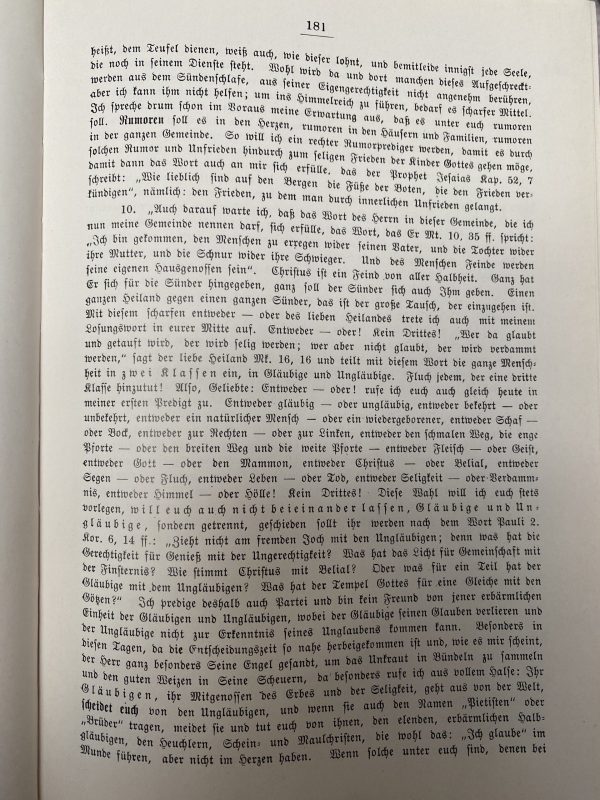 181
heißt, dem Teufel dienen, weiß auch, wie dieser lohnt, und bemitleide innigst jede Seele,
die noch in seinem Dienste steht. Wohl wird da und dort manchen dieses Aufgeschreckt-
werden aus dem Sündenschlafe, aus seiner Eigengerechtigkeit nicht angenehm berühren,
aber ich kann ihm nicht helfen; um ins Himmelreich zu führen, bedarf es scharfer Mittel.
Ich spreche drum schon im Voraus meine Erwartung aus, daß es unter euch rumoren
soll. Rumoren soll es in den Herzen, rumoren in den Häusern und Familien, rumoren
in der ganzen Gemeinde. So will ich ein rechter Rumorprediger werden, damit es durch
solchen Rumor und Unfrieden hindurch zum seligen Frieden der Kinder Gottes gehen möge,
damit dann das Wort auch an mir sich erfülle, das der Prophet Jesaias Kap. 52, 7
schreibt: „Wie lieblich sind auf den Bergen die Füße der Boten, die den Frieden ver-
kündigen“, nämlich: den Frieden, zu dem man durch innerlichen Unfrieden gelangt.
10. „Auch darauf warte ich, daß das Wort des Herrn in dieser Gemeinde, die ich
nun meine Gemeinde nennen darf, sich erfülle, das Wort, das Er Mt. 10, 35 ff. spricht:
„Ich bin gekommen, den Menschen zu erregen wider seinen Vater, und die Tochter wider
ihre Mutter, und die Schnur wider ihre Schwieger. Und des Menschen Feinde werden
seine eigenen Hausgenossen sein“. Christus ist ein Feind von aller Halbheit. Ganz hat
Er sich für die Sünder hingegeben, ganz soll der Sünder sich auch Ihm geben. Einen
ganzen Heiland gegen einen ganzen Sünder, das ist der große Tausch, der einzugehen ist.
Mit diesem scharfen entweder — oder des lieben Heilandes trete ich auch mit meinem
Losungswort in eurer Mitte auf. Entweder — oder! Kein Drittes! „Wer da glaubt
und getauft wird, der wird selig werden; wer aber nicht glaubt, der wird verdammt
werden,“ sagt der liebe Heiland Mk. 16, 16 und teilt mit diesem Wort die ganze Mensch-
heit in zwei Klassen ein, in Gläubige und Ungläubige. Fluch jedem, der eine dritte
Klasse hinzutut! Also, Geliebte: Entweder — oder! rufe ich euch auch gleich heute in
meiner ersten Predigt zu. Entweder gläubig — oder ungläubig, entweder bekehrt — oder
unbekehrt, entweder ein natürlicher Mensch — oder ein wiedergeborener, entweder Schaf —
oder Bock, entweder zur Rechten — oder zur Linken, entweder den schmalen Weg, die enge
Pforte — oder den breiten Weg und die weite Pforte — entweder Fleisch — oder Geist,
entweder Gott — oder den Mammon, entweder Christus — oder Belial, entweder
Segen — oder Fluch, entweder Leben — oder Tod, entweder Seligkeit — oder Verdamm-
nis, entweder Himmel — oder Hölle! Kein Drittes! Diese Wahl will ich euch stets
vorlegen, will euch auch nicht beieinander lassen, Gläubige und Un-
gläubige, sondern getrennt, geschieden sollt ihr werden nach dem Wort Pauli 2.
Kor. 6, 14 ff.: „Zieht nicht am fremden Joch mit den Ungläubigen; denn was hat die
Gerechtigkeit für Genieß mit der Ungerechtigkeit? Was hat das Licht für Gemeinschaft mit
der Finsternis? Wie stimmt Christus mit Belial? Oder was für ein Teil hat der
Gläubige mit dem Ungläubigen? Was hat der Tempel Gottes für eine Gleiche mit den
Götzen?“ Ich predige deshalb auch Partei und bin kein Freund von jener erbärmlichen
Einheit der Gläubigen und Ungläubigen, wobei der Gläubige seinen Glauben verlieren und
der Ungläubige nicht zur Erkenntnis seines Unglaubens kommen kann. Besonders in
diesen Tagen, da die Entscheidungszeit so nahe herbeigekommen ist und, wie es mir scheint,
der Herr ganz besonders Seine Engel gesandt, um das Unkraut in Bündeln zu sammeln
und den guten Weizen in Seine Scheuern, da besonders rufe ich aus vollem Halse: Ihr
Gläubigen, ihr Mitgenossen des Erbes und der Seligkeit, geht aus von der Welt,
scheidet euch von den Ungläubigen, und wenn sie auch den Namen „Pietisten“ oder
„Brüder“ tragen, meidet sie und tut euch von ihnen, den elenden, erbärmlichen Halb-
gläubigen, den Heuchlern, Schein- und Maulchristen, die wohl das: „Ich glaube“ im
Munde führen, aber nicht im Herzen haben. Wenn solche unter euch sind, denen bei